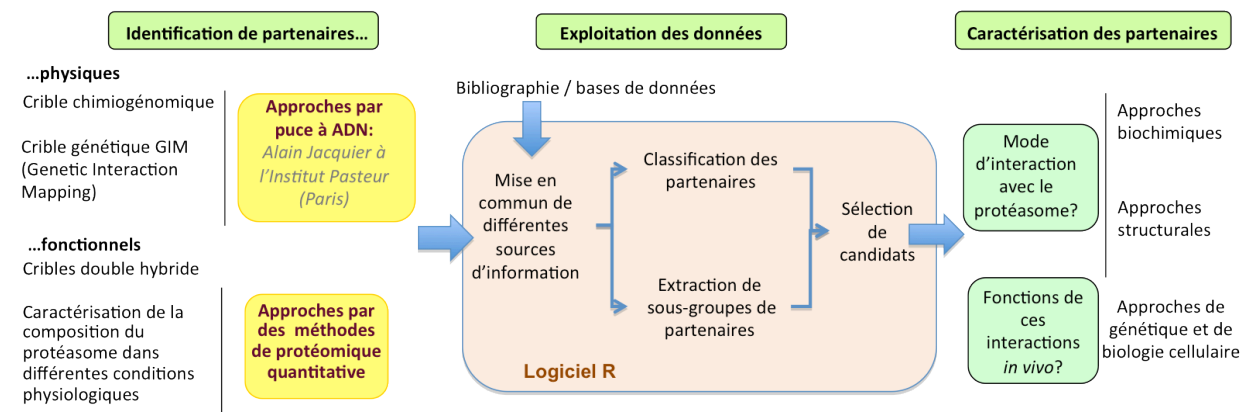 Identification de partenaires…
…physiques
Crible chimiogénomique
Crible génétique GIM
(Genetic Interaction
Mapping)
Approches par
puce à ADN:
Alain Jacquier à
l’Institut Pasteur
(Paris)
…fonctionnels
Cribles double hybride
Caractérisation de la
composition du
protéasome dans
différentes conditions
physiologiques
Approches par
des méthodes
de protéomique
quantitative
Exploitation des données
Bibliographie / bases de données
Mise en
commun de
différentes
sources
d’information
Classification des
partenaires
Extraction de
sous-groupes de
partenaires
Sélection
de
candidats
Logiciel R
Caractérisation des partenaires
Mode
d’interaction
avec le
protéasome?
Approches
biochimiques
Approches
structurales
Fonctions de
ces
interactions
in vivo?
Approches de
génétique et de
biologie cellulaire